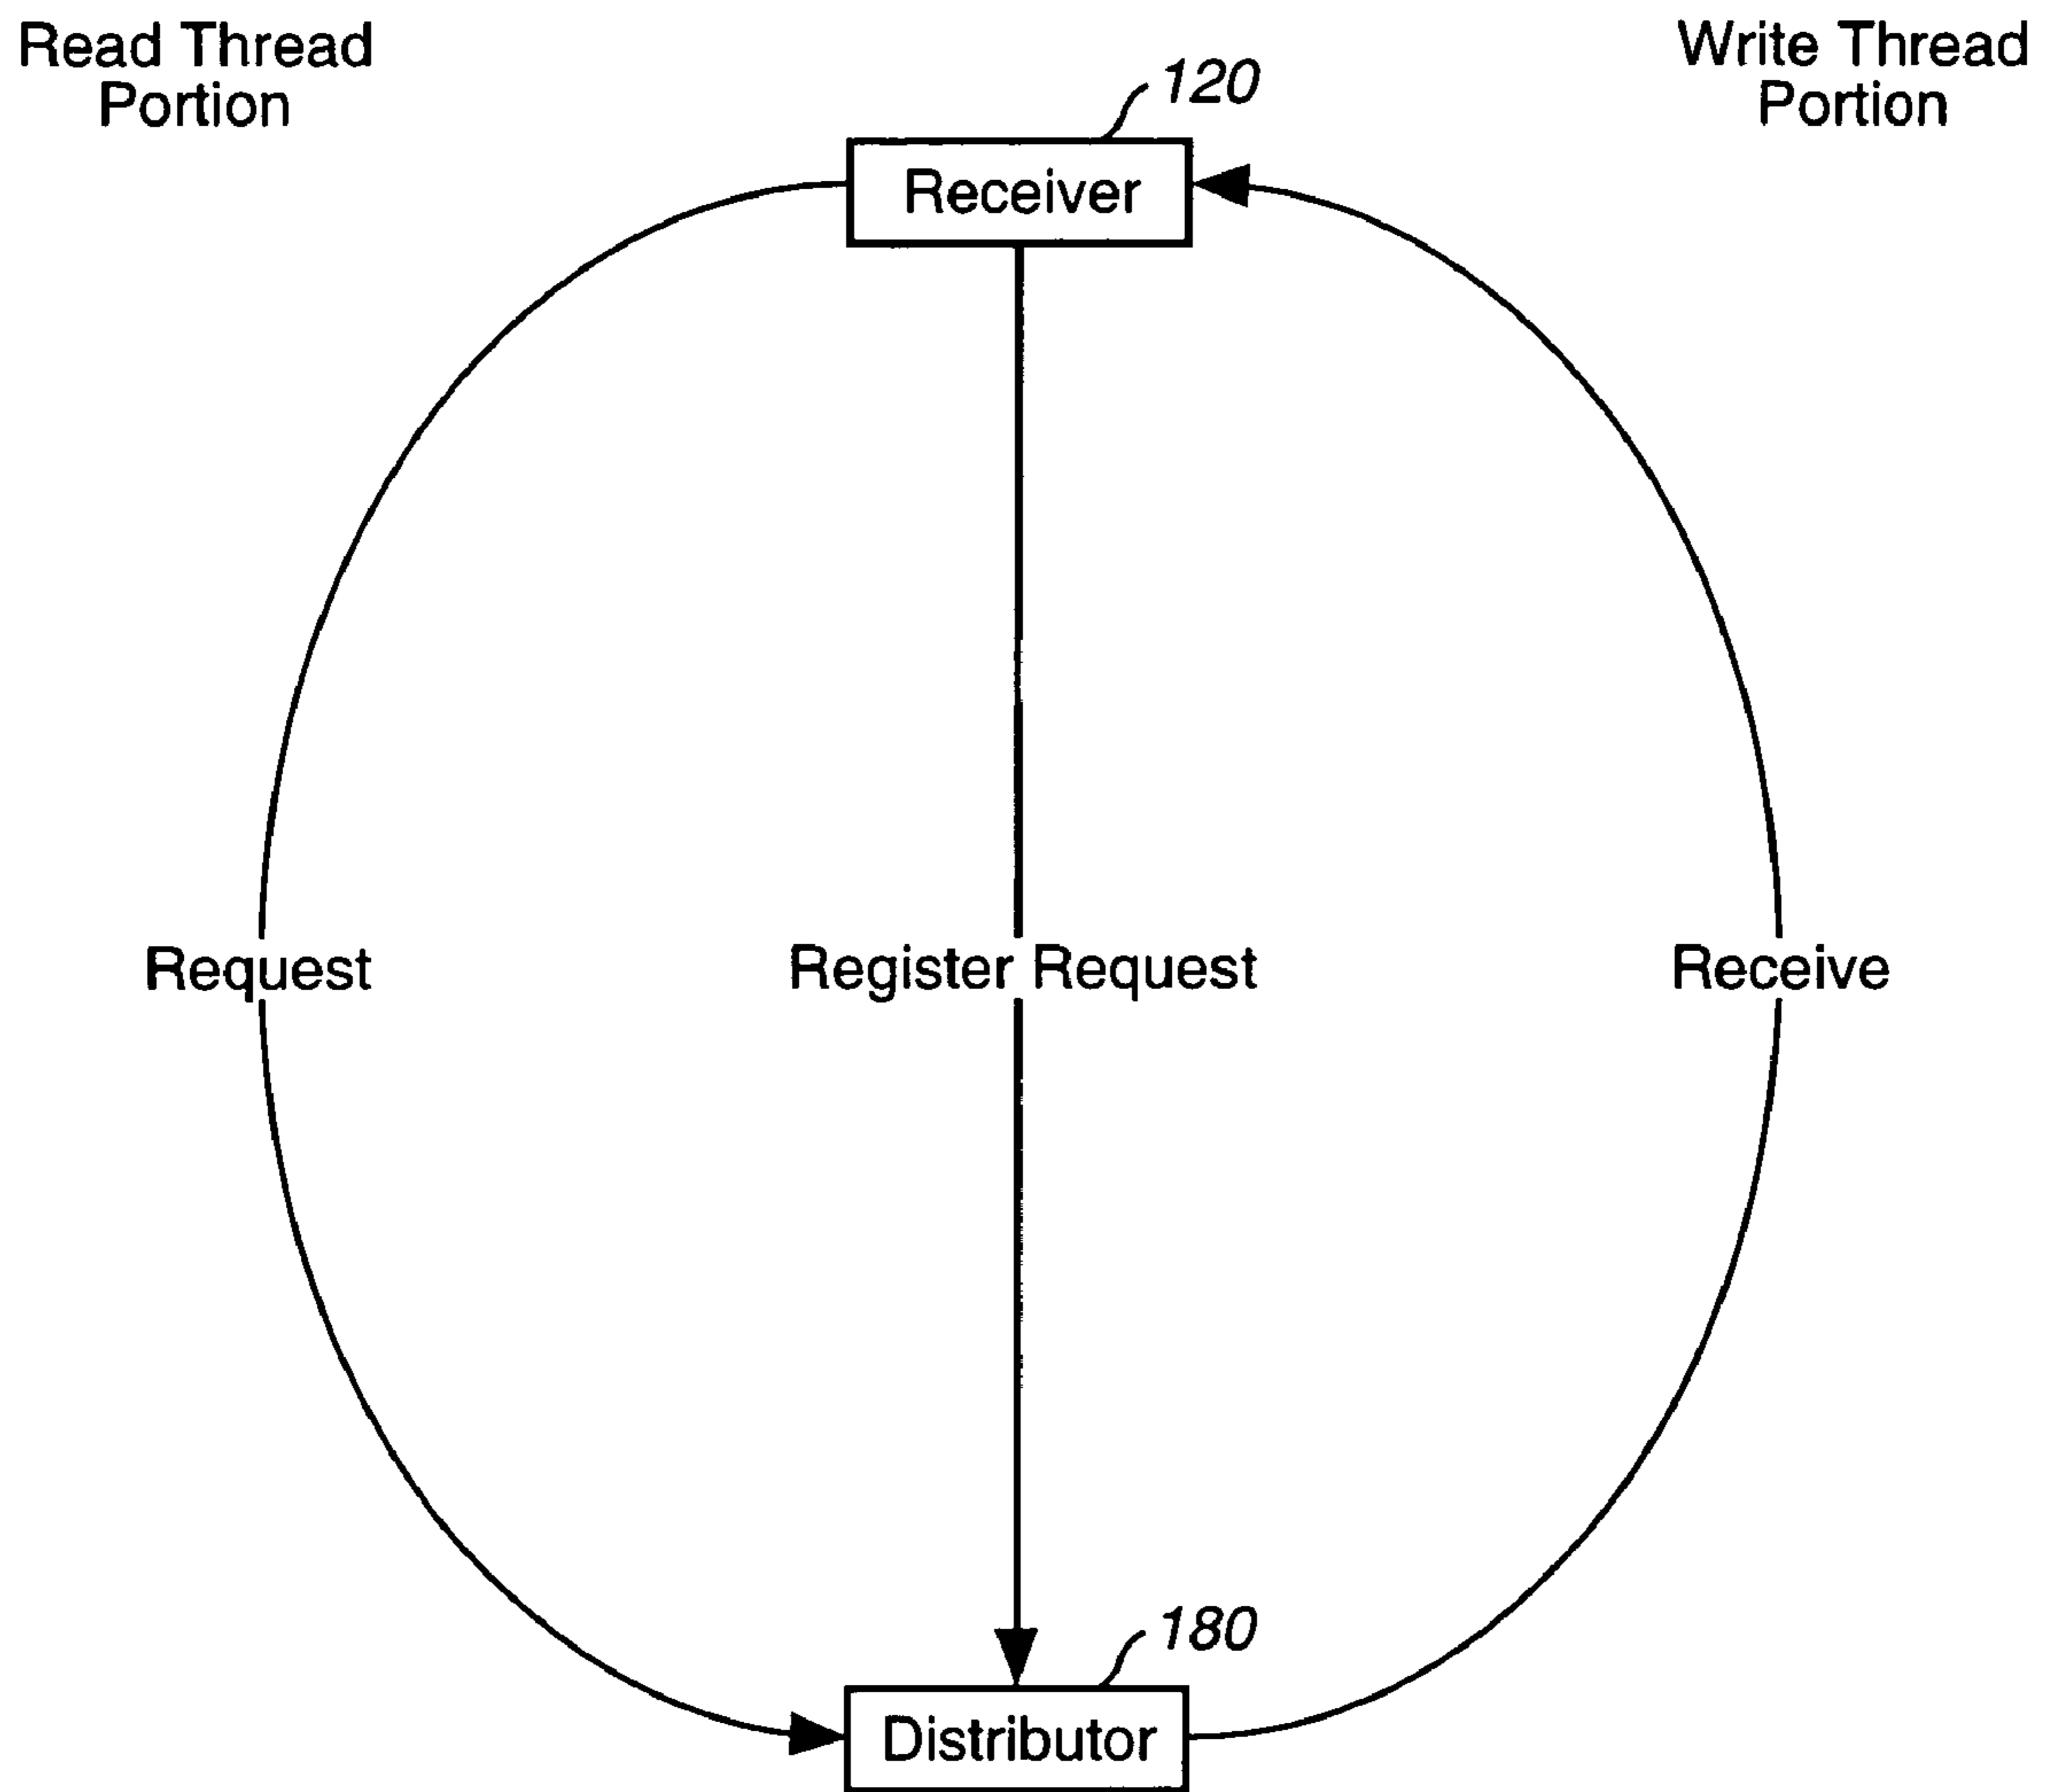 Read Thread
Portion
Write Thread
Portion
120
Receiver
Request
Register Request
Receive
180
Distributor